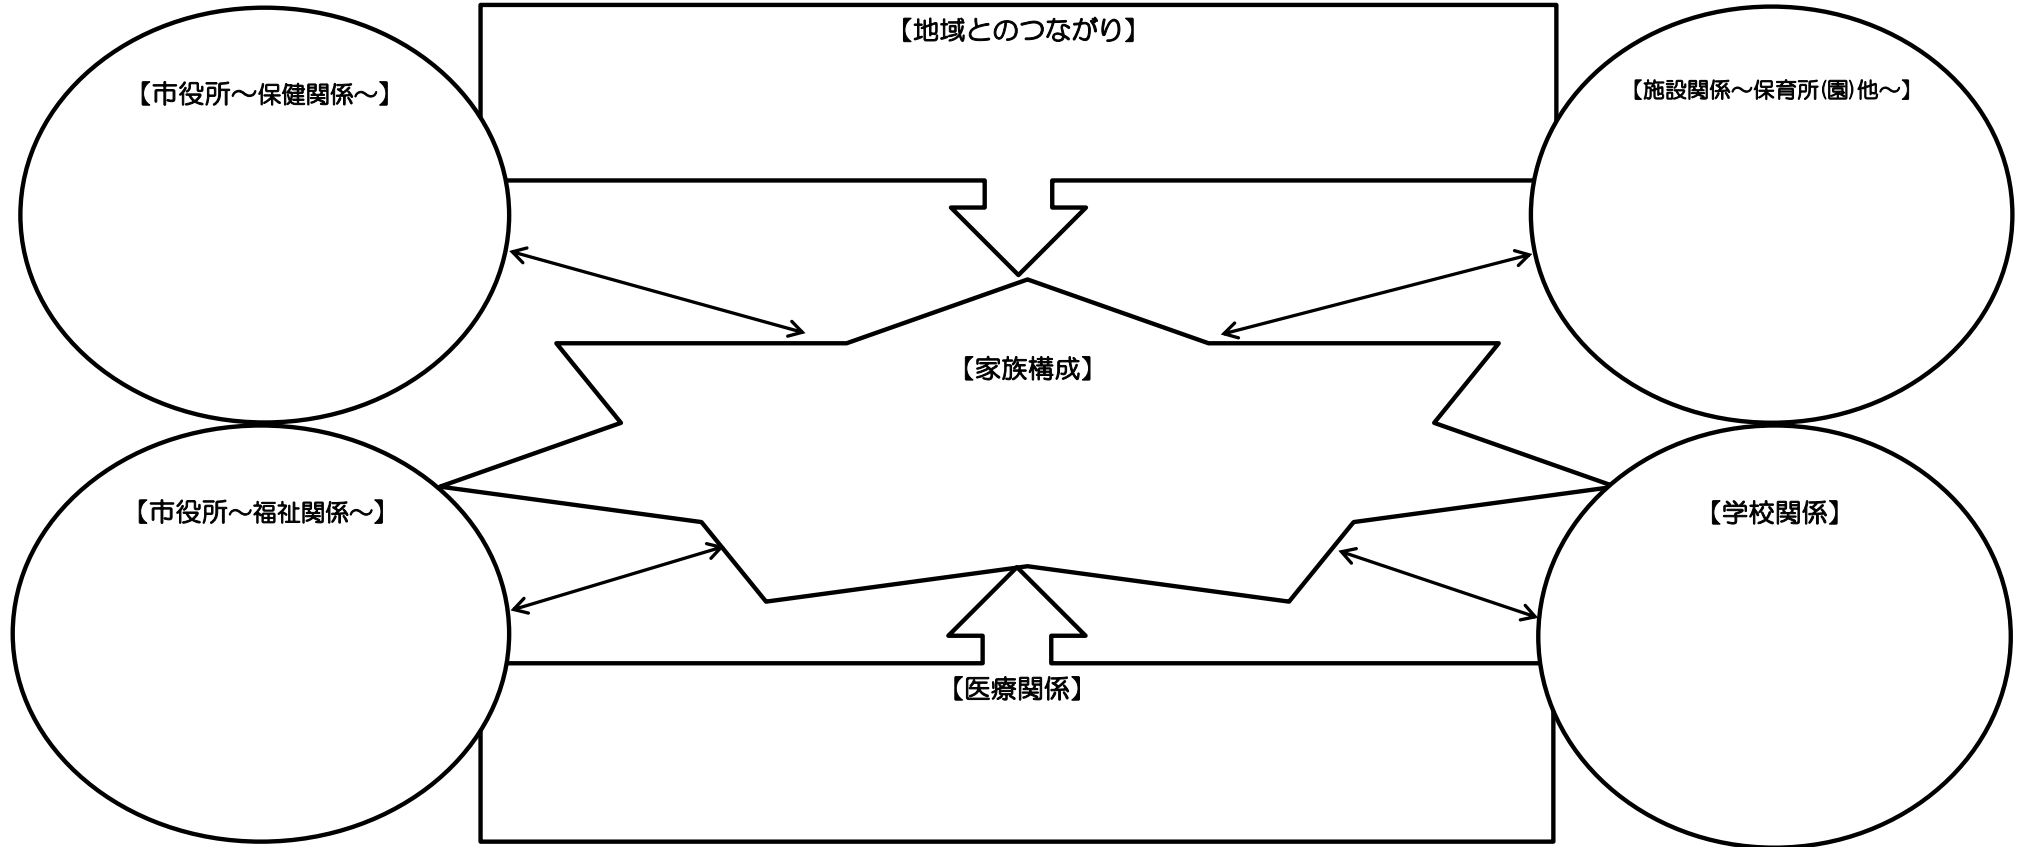 【地域とのつながり】
【市役所～保健関係～】
【施設関係～保育所(園)他～】
【家族構成】
【市役所～福祉関係～】
【学校関係】
【医療関係】